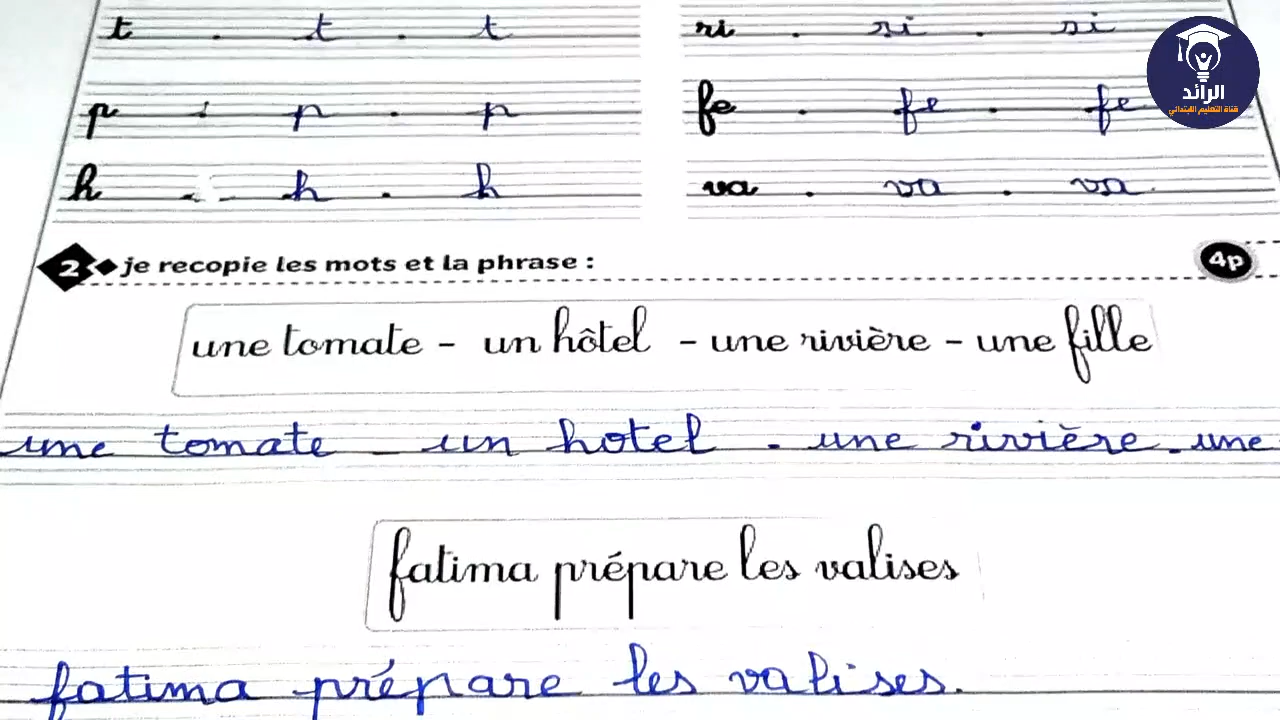 t . t . t
ri . ri . ri
p . p . p
fe . fe . fe
h . h . h
va . va . va
الرائد
قناة التعليم الابتدائي
2 je recopie les mots et la phrase : 4p
une tomate - un hôtel - une rivière - une fille
une tomate _ un hotel . une rivière . une
fatima prépare les valises
fatima prépare les valises.